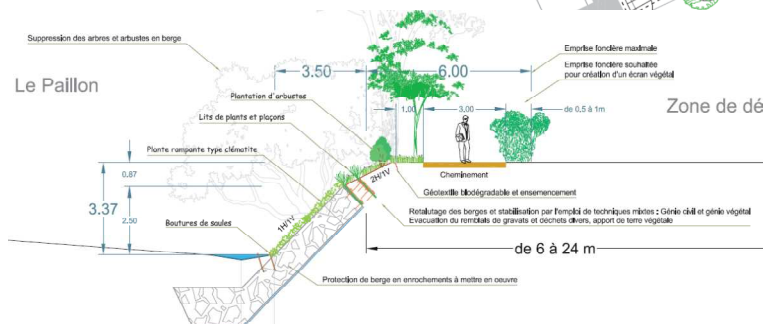 Suppression des arbres et arbustes en berge
Le Paillon
3.50
6.00
Emprise foncière maximale
Emprise foncière souhaitée
pour création d'un écran végétal
Plantation d'arbustes
1.00
3.00
de 0.5 à 1m
Zone de dé
Lits de plants et plaçons
Plante rampante type clématite
0.87
3.37
2.50
2H/1V
Cheminement
Géotextile biodégradable et ensemencement
1H/1V
Retalutage des berges et stabilisation par l'emploi de techniques mixtes : Génie civil et génie végétal
Evacuation du remblais de gravats et déchets divers, apport de terre végétale
Boutures de saules
de 6 à 24 m
Protection de berge en enrochements à mettre en oeuvre